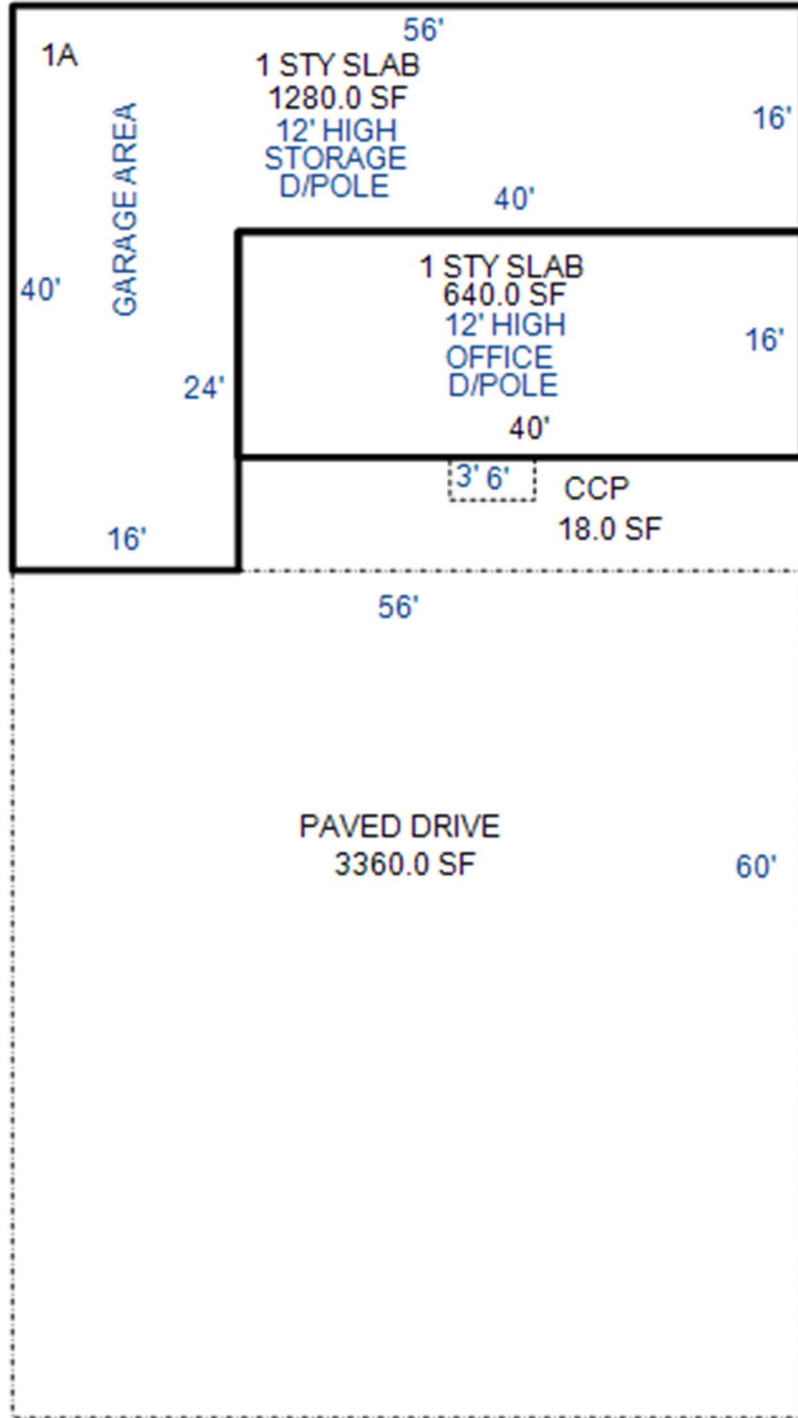 56'
1A
1 STY SLAB
1280.0 SF
12' HIGH
STORAGE
D/POLE
GARAGE AREA
16'
40'
40'
1 STY SLAB
640.0 SF
12' HIGH
OFFICE
D/POLE
16'
24'
40'
3' 6'
CCP
18.0 SF
16'
56'
PAVED DRIVE
3360.0 SF
60'